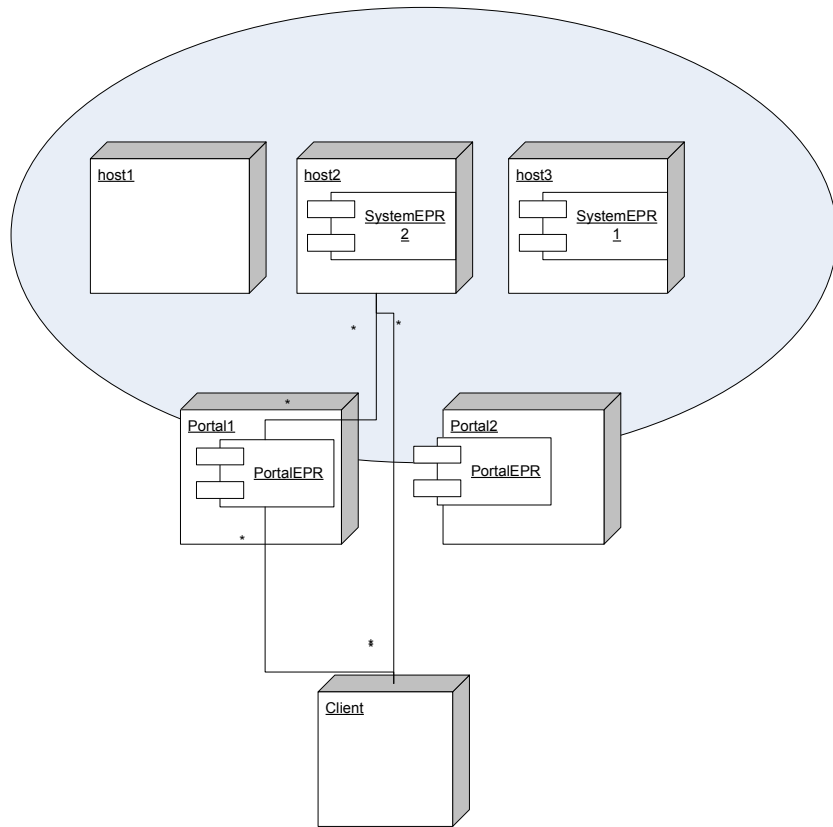 host1
host2
host3
SystemEPR
2
SystemEPR
1
*
*
*
Portal1
Portal2
PortalEPR
PortalEPR
*
*
*
Client